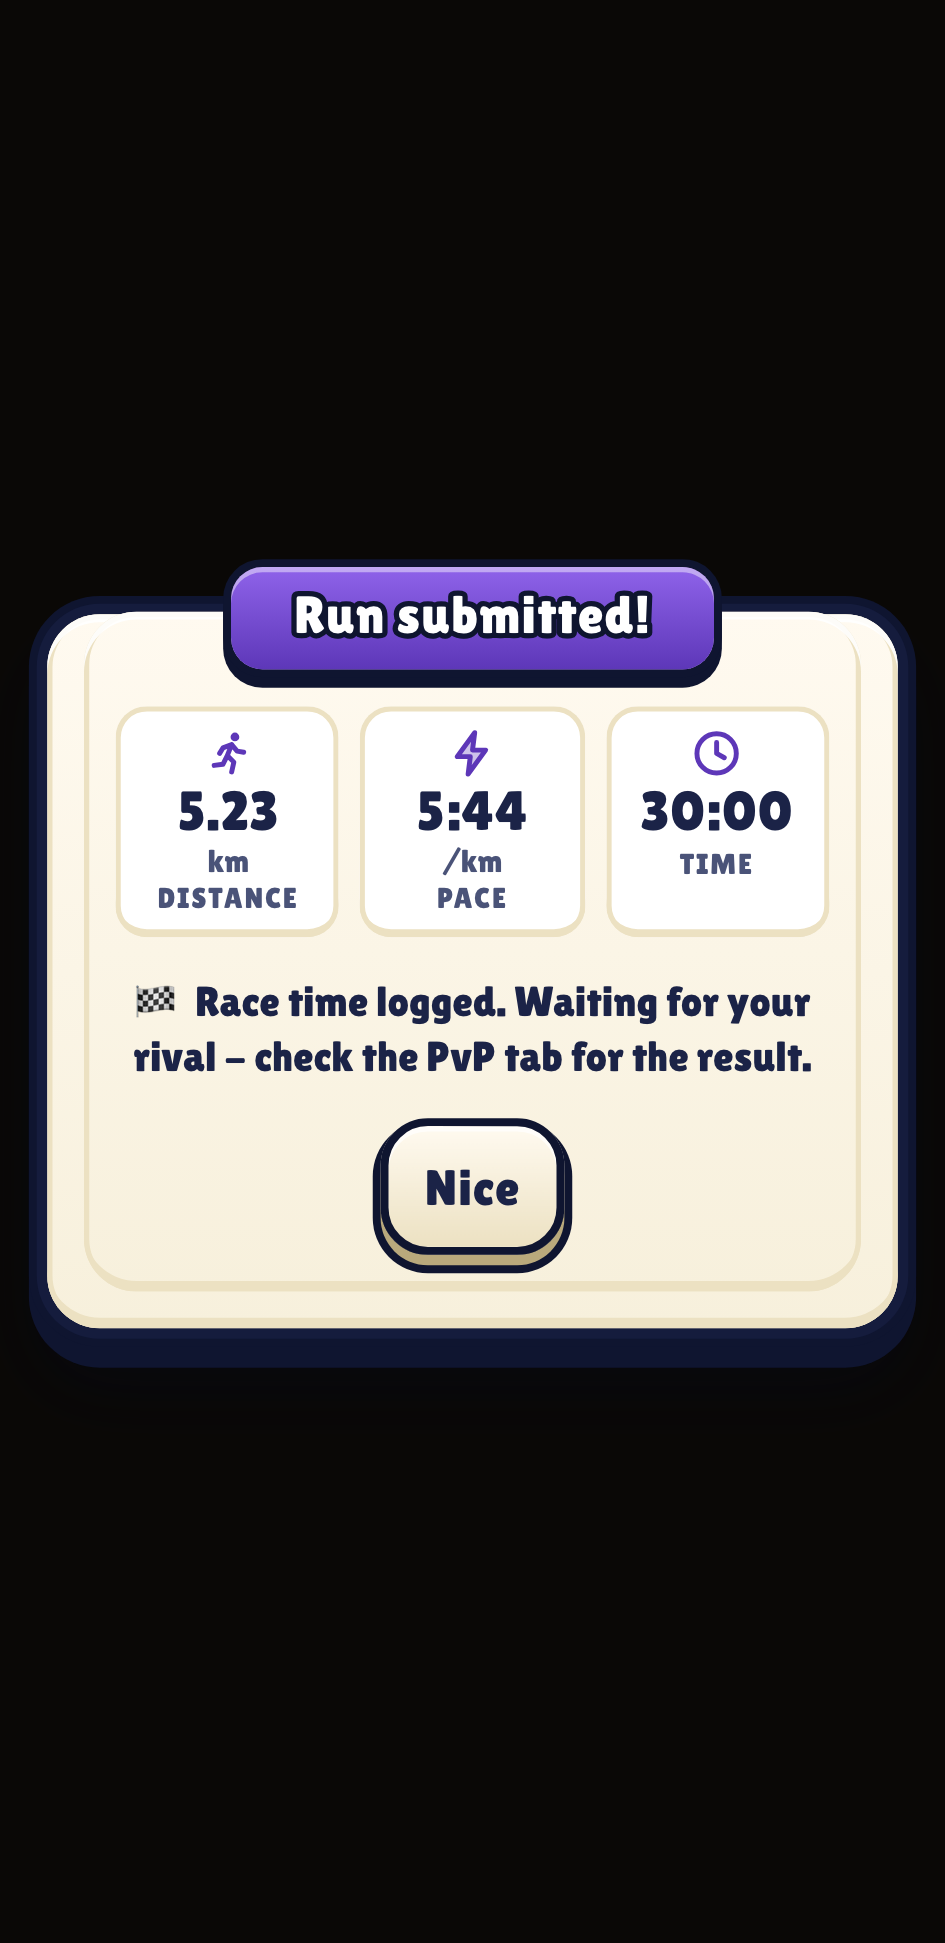 Run submitted!
5.23
km
DISTANCE
5:44
/km
PACE
30:00
TIME
🏁 Race time logged. Waiting for your
rival – check the PvP tab for the result.
Nice